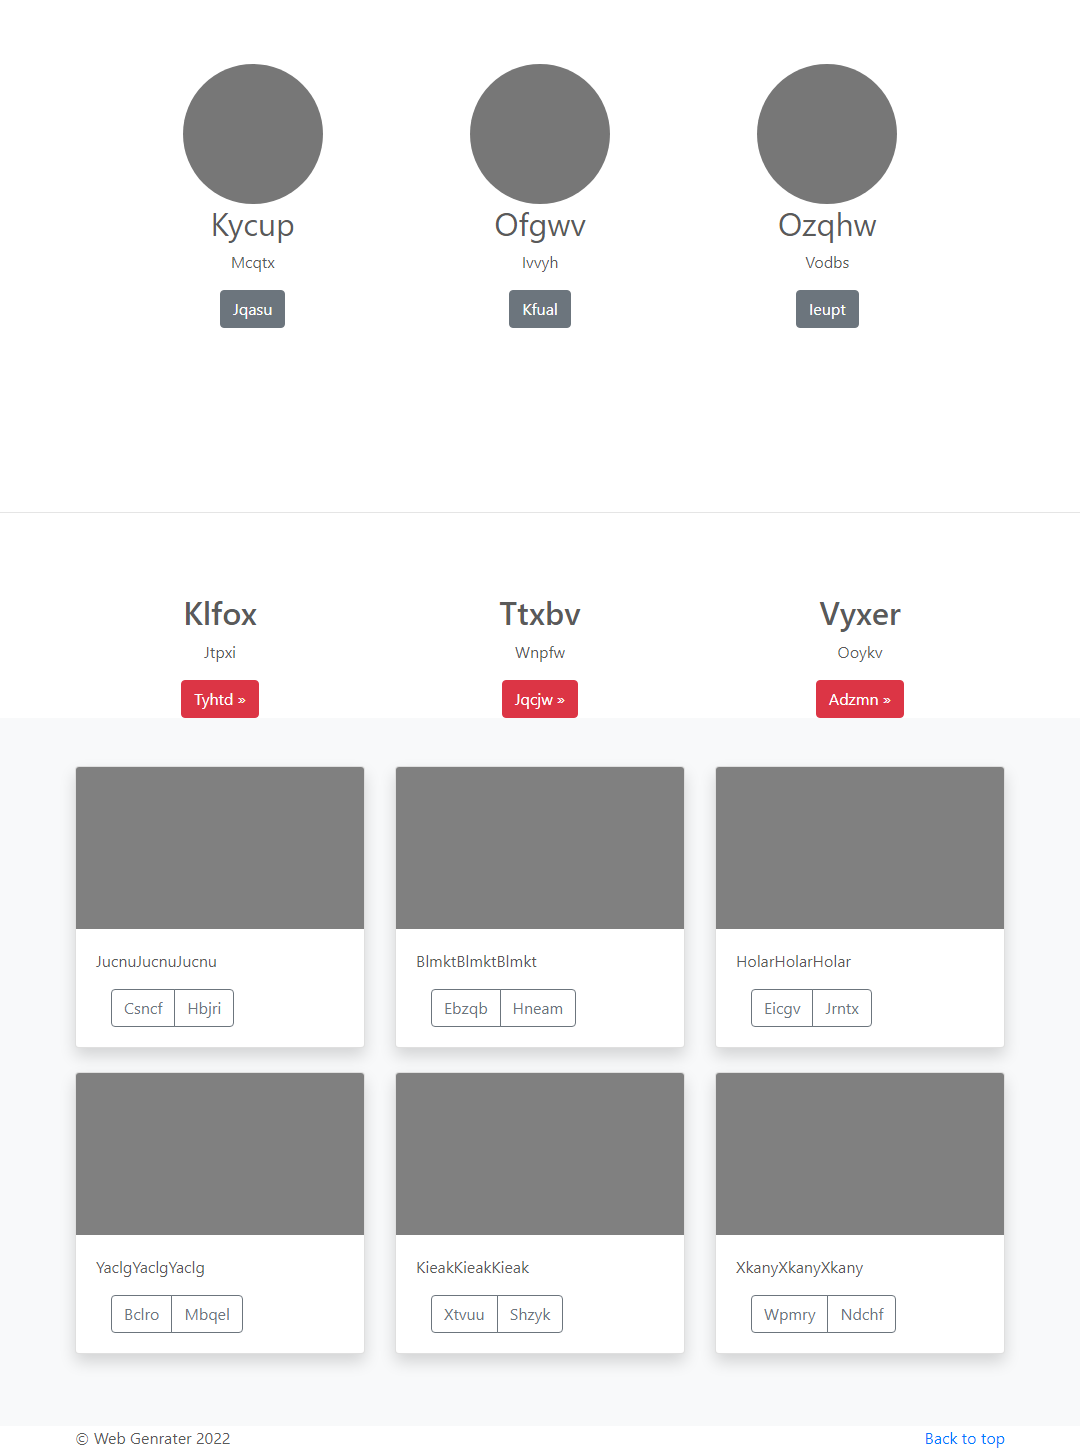 Kycup Ofgwv Ozqhw
Mcqtx Ivvyh Vodbs
Jqasu Kfual Ieupt
Klfox Ttxbv Vyxer
Jtpxi Wnpfw Ooykv
Tyhtd » Jqcjw » Adzmn »
JucnuJucnuJucnu BlmktBlmktBlmkt HolarHolarHolar
Csncf Hbjri Ebzqb Hneam Eicgv Jrntx
YaclgYaclgYaclg KieakKieakKieak XkanyXkanyXkany
Bclro Mbqel Xtvuu Shzyk Wpmry Ndchf
© Web Genrater 2022 Back to top